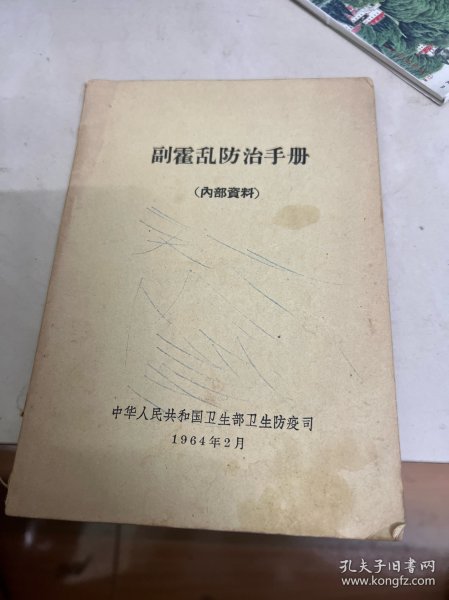 副霍乱防治手册
（內部資料）
中华人民共和国卫生部卫生防疫司
1964年2月
孔夫子旧书网
www.kongfz.com